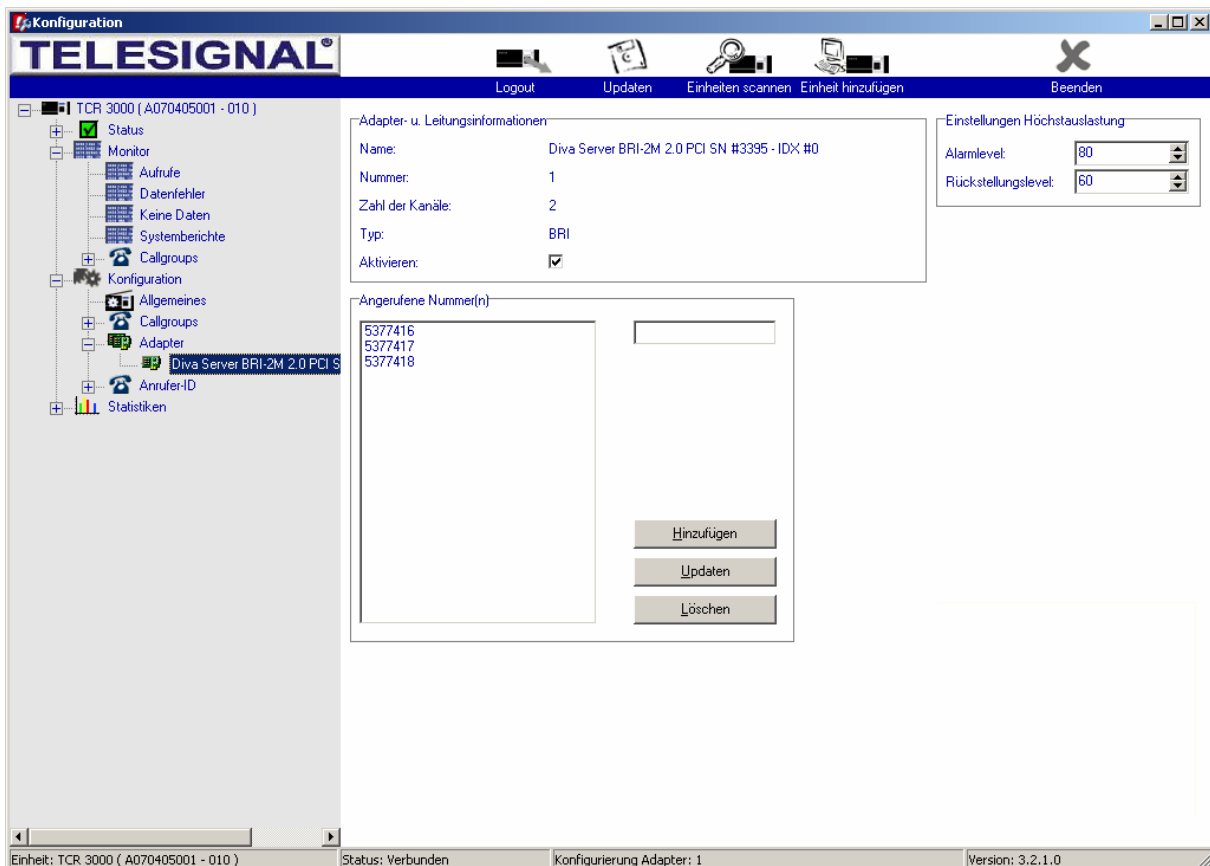 Konfiguration
TELESIGNAL®
Logout
Updaten
Einheiten scannen
Einheit hinzufügen
Beenden
TCR 3000 ( A070405001 - 010 )
Status
Monitor
Aufrufe
Datenfehler
Keine Daten
Systemberichte
Callgroups
Konfiguration
Allgemeines
Callgroups
Adapter
Diva Server BRI-2M 2.0 PCI S
Anrufer-ID
Statistiken
Adapter- u. Leitungsinformationen
Name: Diva Server BRI-2M 2.0 PCI SN #3395 - IDX #0
Nummer: 1
Zahl der Kanäle: 2
Typ: BRI
Aktivieren:
Einstellungen Höchstauslastung
Alarmlevel: 80
Rückstellungslevel: 60
Angerufene Nummer(n)
5377416
5377417
5377418
Hinzufügen
Updaten
Löschen
Einheit: TCR 3000 ( A070405001 - 010 )
Status: Verbunden
Konfigurierung Adapter: 1
Version: 3.2.1.0